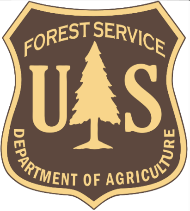 FOREST SERVICE
U S
DEPARTMENT OF AGRICULTURE